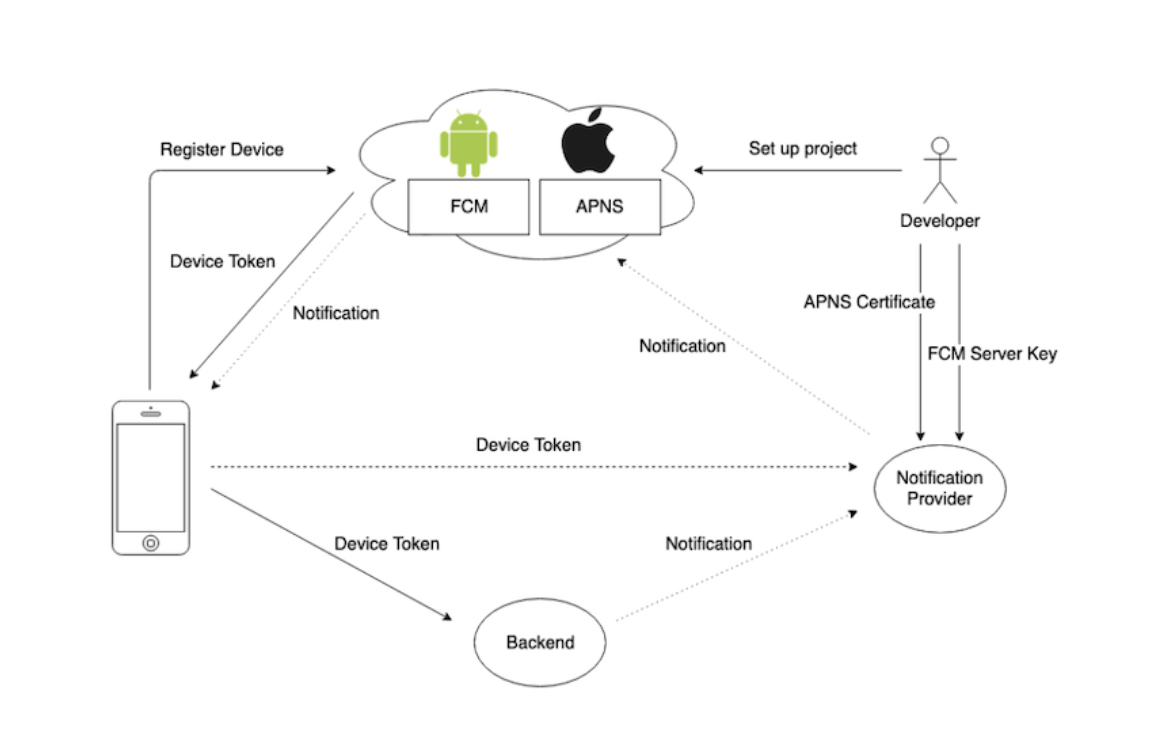 Register Device
Set up project
FCM
APNS
Developer
Device Token
Notification
APNS Certificate
Notification
FCM Server Key
Device Token
Notification
Provider
Device Token
Notification
Backend